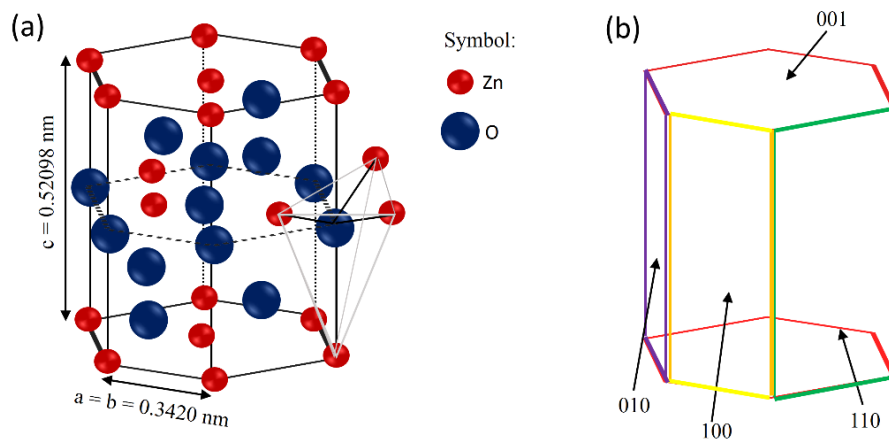 (a)
Symbol:
Zn
O
c = 0.52098 nm
a = b = 0.3420 nm
(b)
001
010
100
110